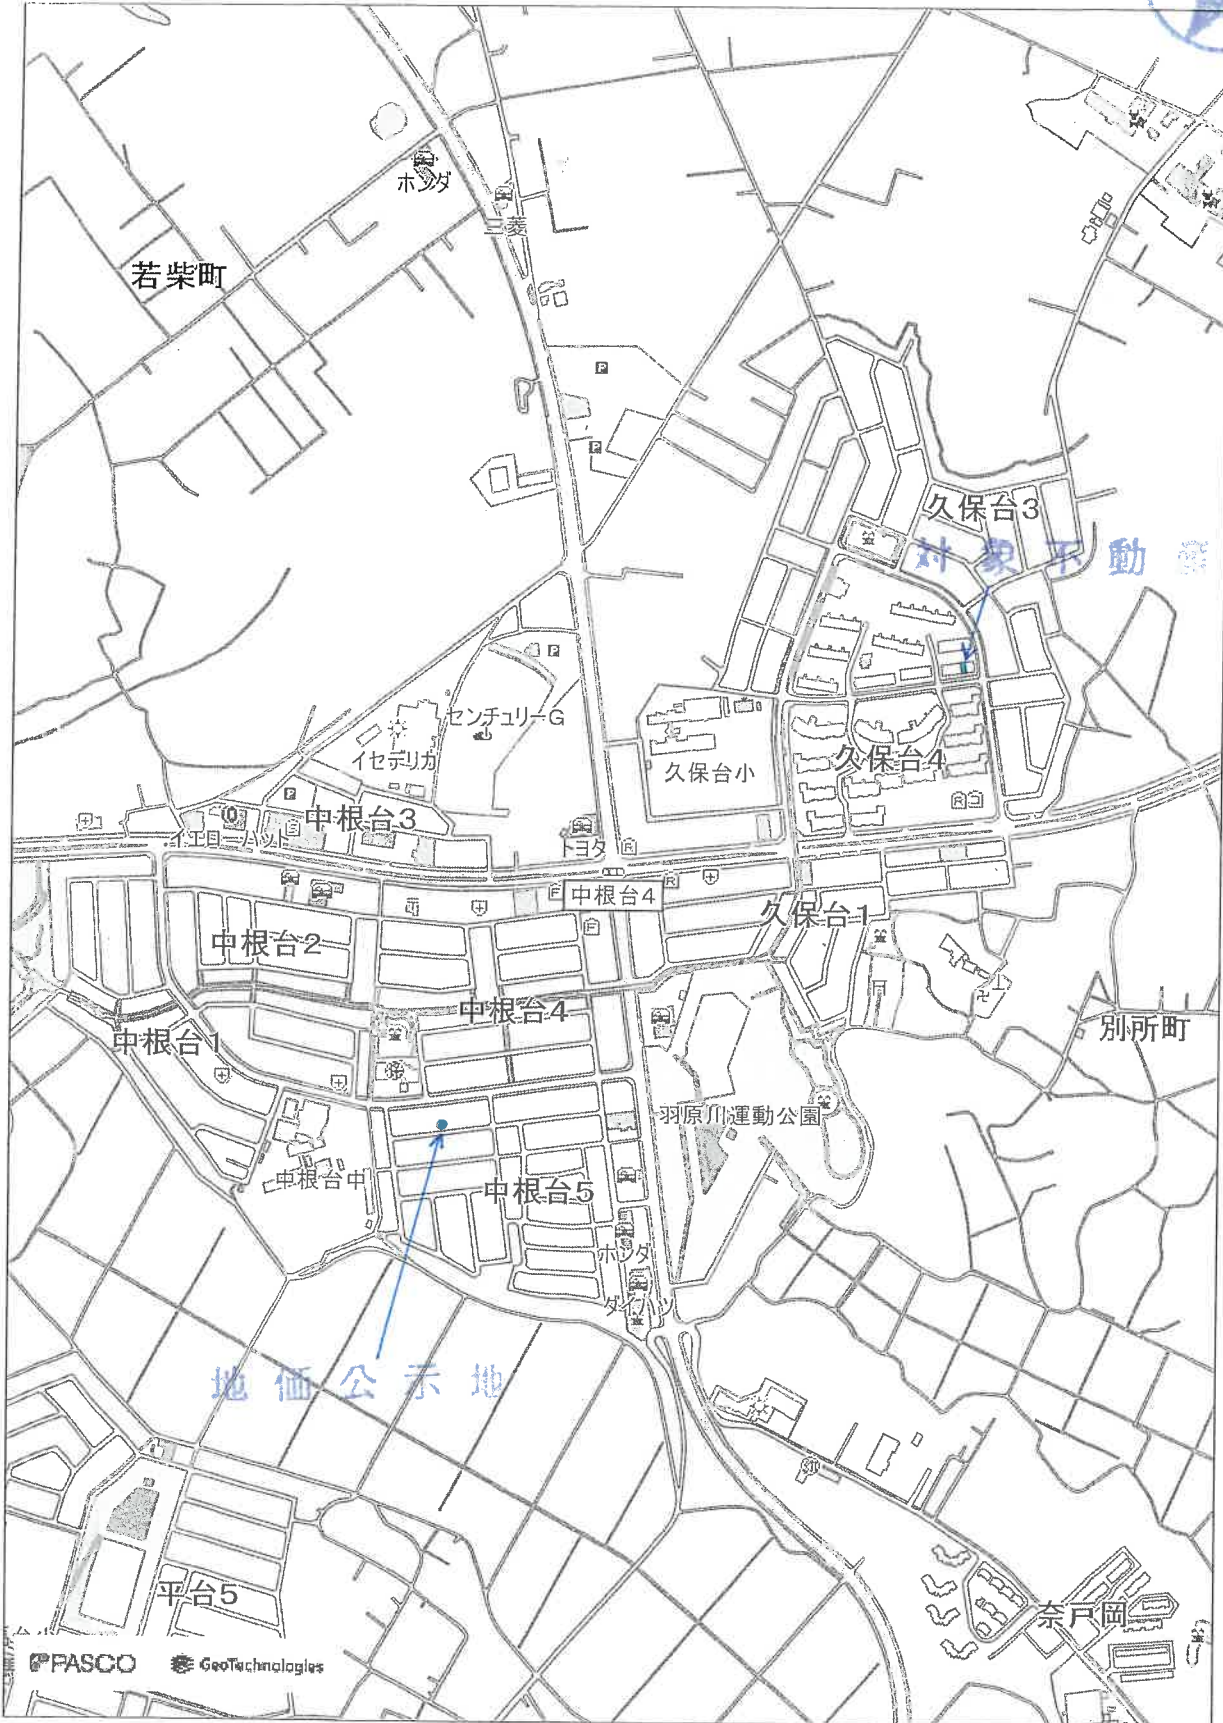 ホンダ
三菱
若柴町
P
P
久保台3
対象不動産
P
センチュリーG
イセデリカ
久保台小
久保台4
P
中根台3
イエローハット
トヨタ
R
R
中根台4
R
F
久保台1
中根台2
F
中根台4
中根台1
別所町
羽原川運動公園
中根台中
中根台5
ホンダ
ダイハツ
地価公示地
平台5
奈戸岡
PASCO
GeoTechnologies